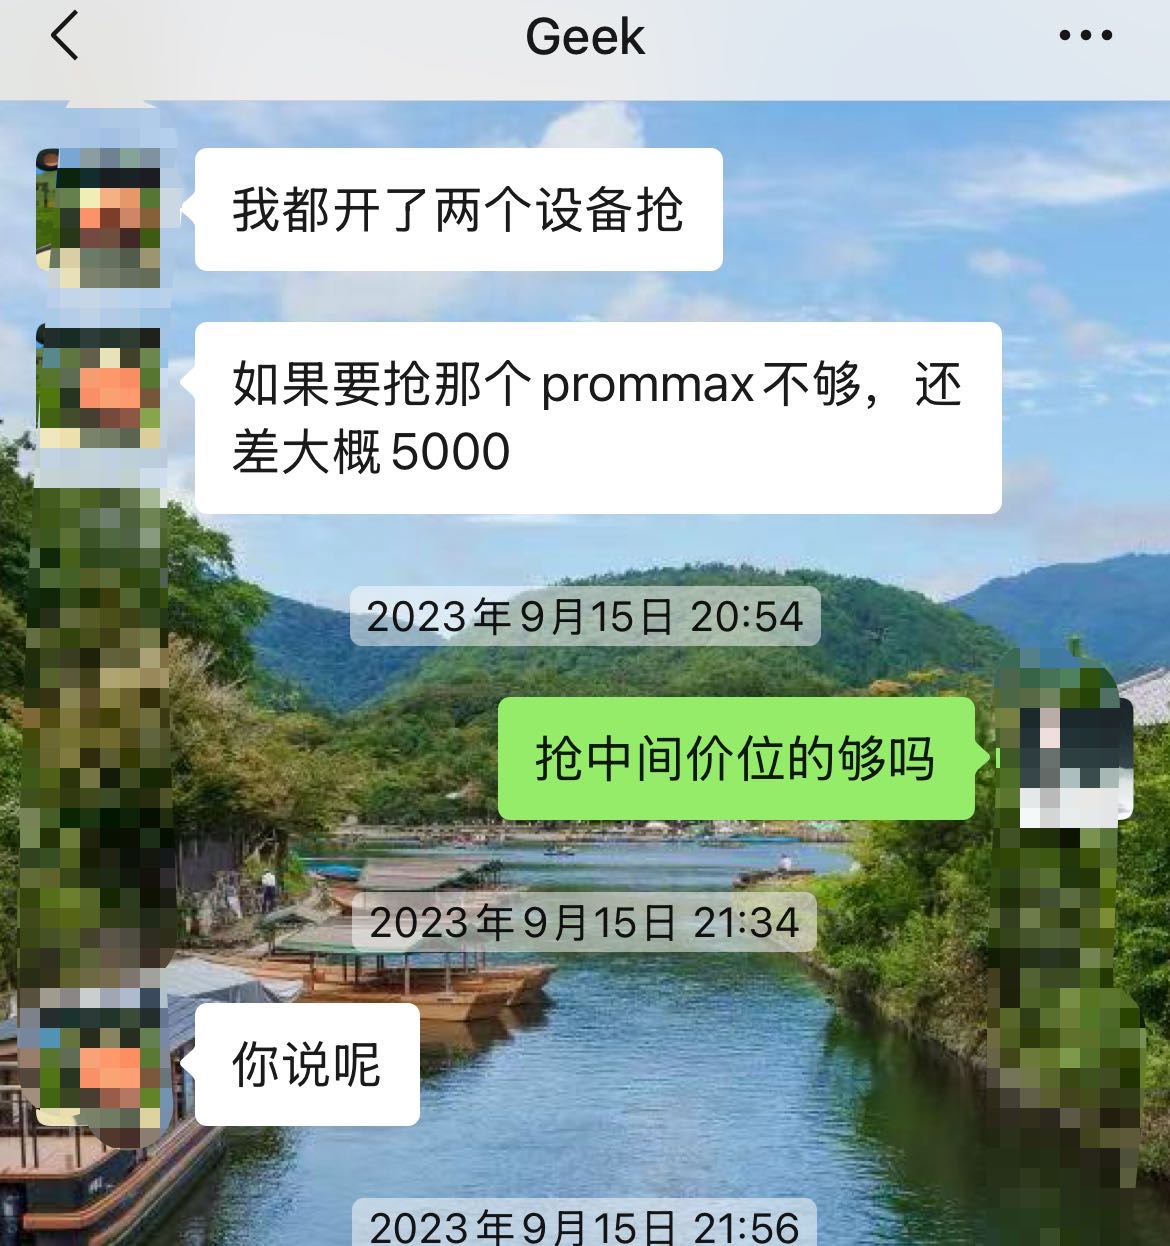 Geek
我都开了两个设备抢
如果要抢那个prommax不够，还
差大概5000
2023年9月15日 20:54
抢中间价位的够吗
2023年9月15日 21:34
你说呢
2023年9月15日 21:56